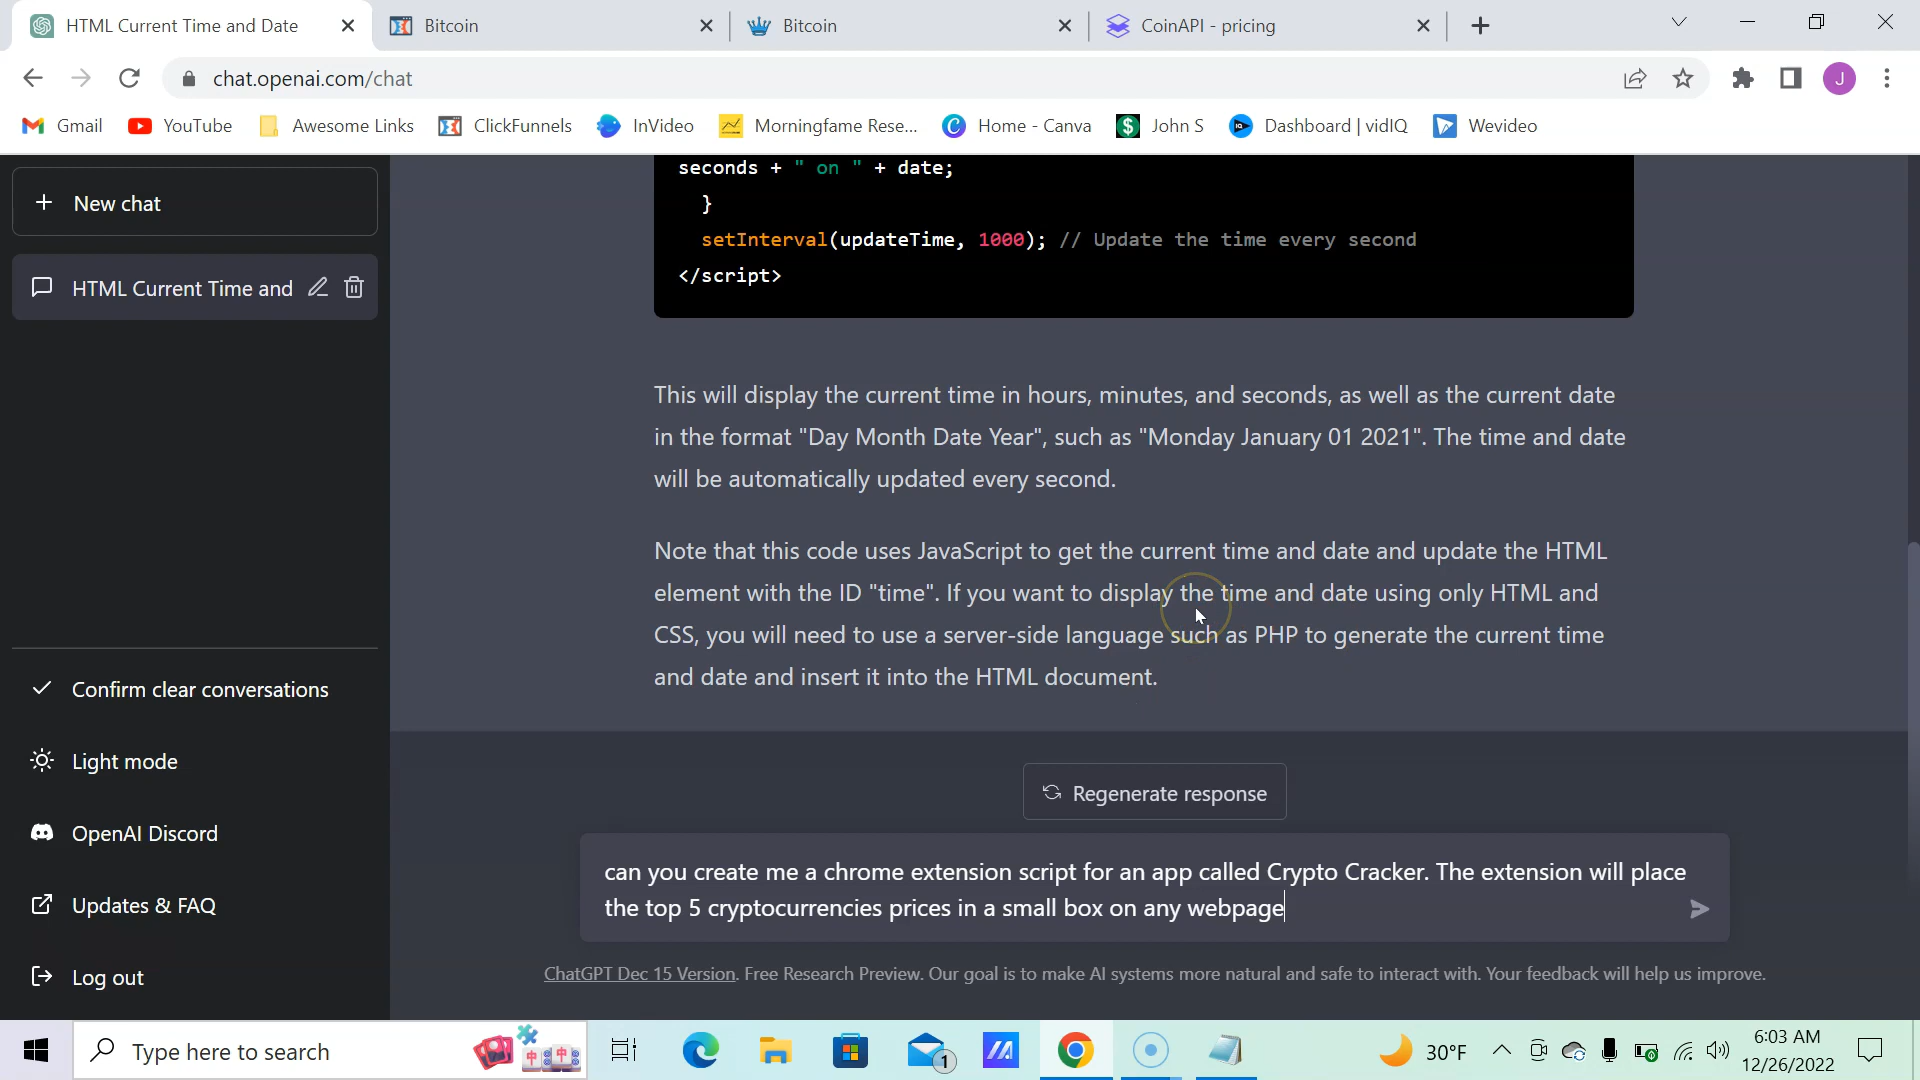 HTML Current Time and Date
Bitcoin
Bitcoin
CoinAPI - pricing
chat.openai.com/chat
J
Gmail
YouTube
Awesome Links
ClickFunnels
InVideo
Morningfame Rese...
Home - Canva
John S
Dashboard | vidIQ
Wevideo
New chat
HTML Current Time and
Confirm clear conversations
Light mode
OpenAI Discord
Updates & FAQ
Log out
seconds + " on " + date;
}
setInterval(updateTime, 1000); // Update the time every second
</script>
This will display the current time in hours, minutes, and seconds, as well as the current date
in the format "Day Month Date Year", such as "Monday January 01 2021". The time and date
will be automatically updated every second.
Note that this code uses JavaScript to get the current time and date and update the HTML
element with the ID "time". If you want to display the time and date using only HTML and
CSS, you will need to use a server-side language such as PHP to generate the current time
and date and insert it into the HTML document.
Regenerate response
can you create me a chrome extension script for an app called Crypto Cracker. The extension will place
the top 5 cryptocurrencies prices in a small box on any webpage
ChatGPT Dec 15 Version. Free Research Preview. Our goal is to make AI systems more natural and safe to interact with. Your feedback will help us improve.
Type here to search
1
30°F
6:03 AM
12/26/2022